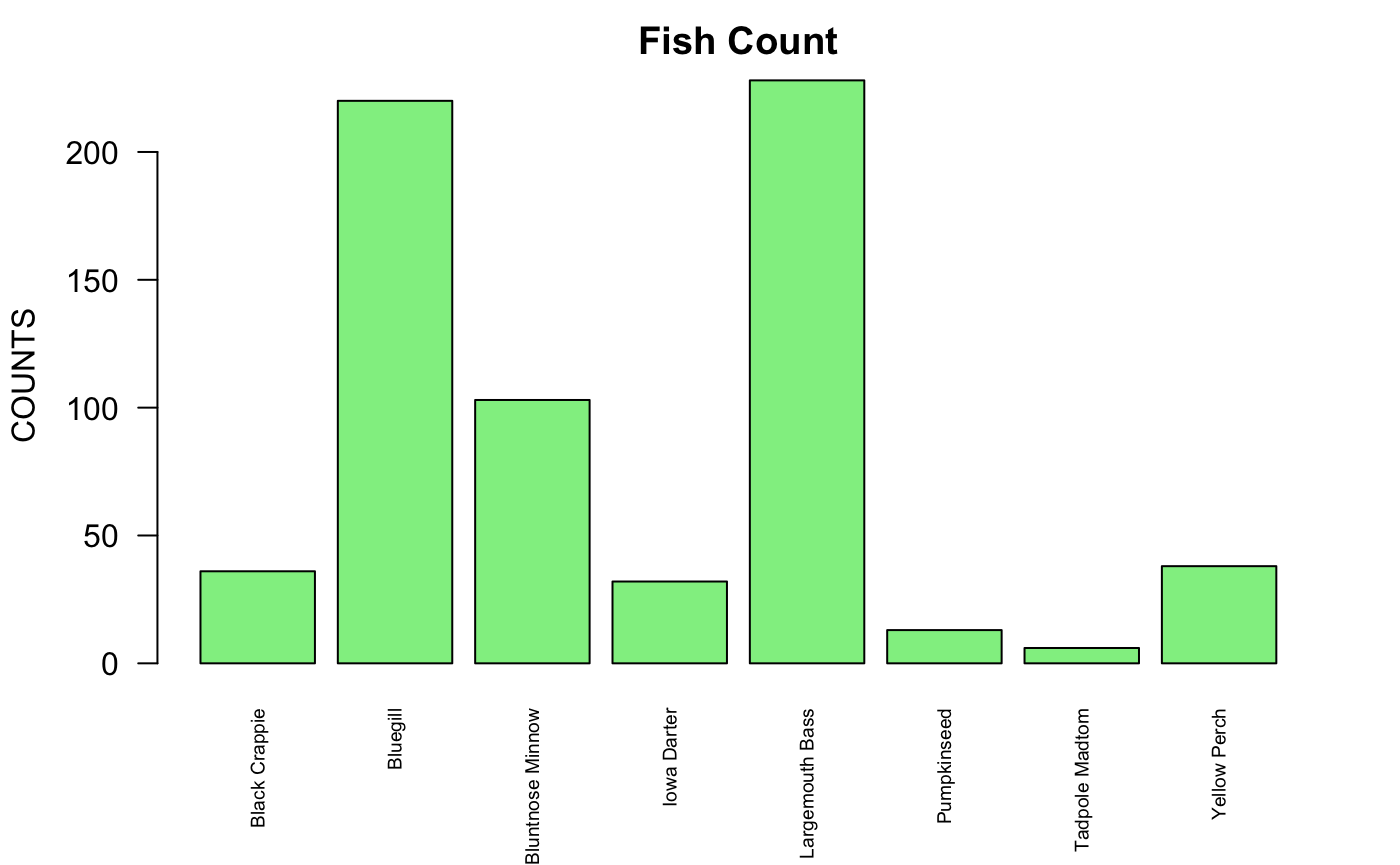 Fish Count
COUNTS
200
150
100
50
0
Black Crappie
Bluegill
Bluntnose Minnow
Iowa Darter
Largemouth Bass
Pumpkinseed
Tadpole Madtom
Yellow Perch